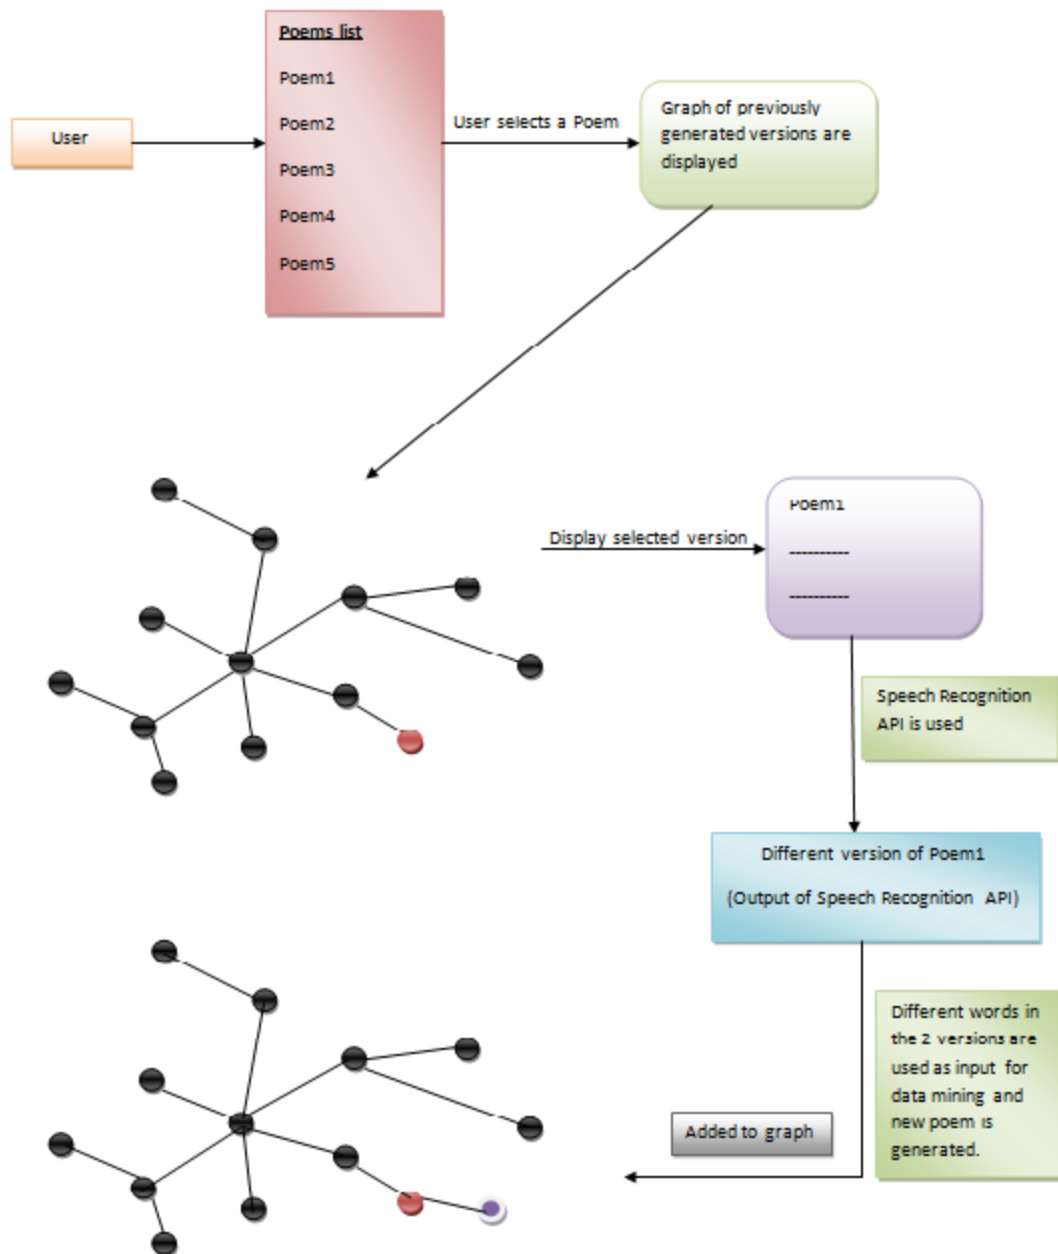 Poems list
Poem1
Poem2
Poem3
Poem4
Poem5
User
User selects a Poem
Graph of previously
generated versions are
displayed
Display selected version
Poem1
----------
----------
Speech Recognition
API is used
Different version of Poem1
(Output of Speech Recognition API)
Different words in
the 2 versions are
used as input for
data mining and
new poem is
generated.
Added to graph